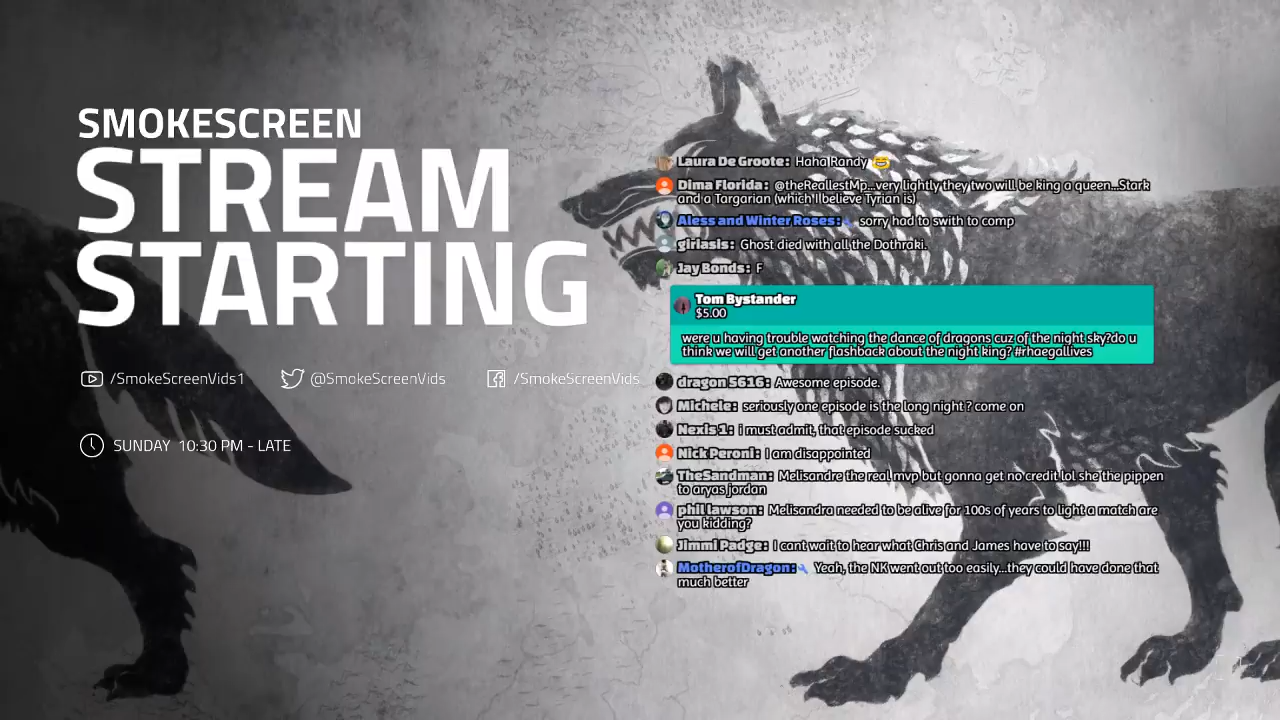 SMOKESCREEN
STREAM
STARTING
/SmokeScreenVids1
@SmokeScreenVids
/SmokeScreenVids
SUNDAY 10:30 PM - LATE
Laura De Groote: Haha Randy 😂
Dima Florida: @theReallestMp...very lightly they two will be king a queen...Stark
and a Targarian (which I believe Tyrian is)
Aless and Winter Roses: sorry had to swith to comp
girlasis: Ghost died with all the Dothraki.
Jay Bonds: F
Tom Bystander
$5.00
were u having trouble watching the dance of dragons cuz of the night sky?do u
think we will get another flashback about the night king? #rhaegallives
dragon 5616: Awesome episode.
Michele: seriously one episode is the long night ? come on
Nexis 1: i must admit, that episode sucked
Nick Peroni: I am disappointed
TheSandman: Melisandre the real mvp but gonna get no credit lol she the pippen
to aryas jordan
phil lawson: Melisandra needed to be alive for 100s of years to light a match are
you kidding?
Jimmi Padge: I cant wait to hear what Chris and James have to say!!!
MotherofDragon: Yeah, the NK went out too easily...they could have done that
much better